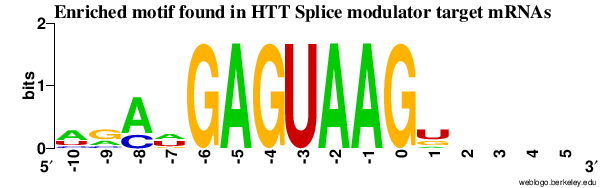 Enriched motif found in HTT Splice modulator target mRNAs
2
bits
1
0
GAGUAAG
5′ -10 -9 -8 -7 -6 -5 -4 -3 -2 -1 0 1 2 3 4 5 3′
weblogo.berkeley.edu